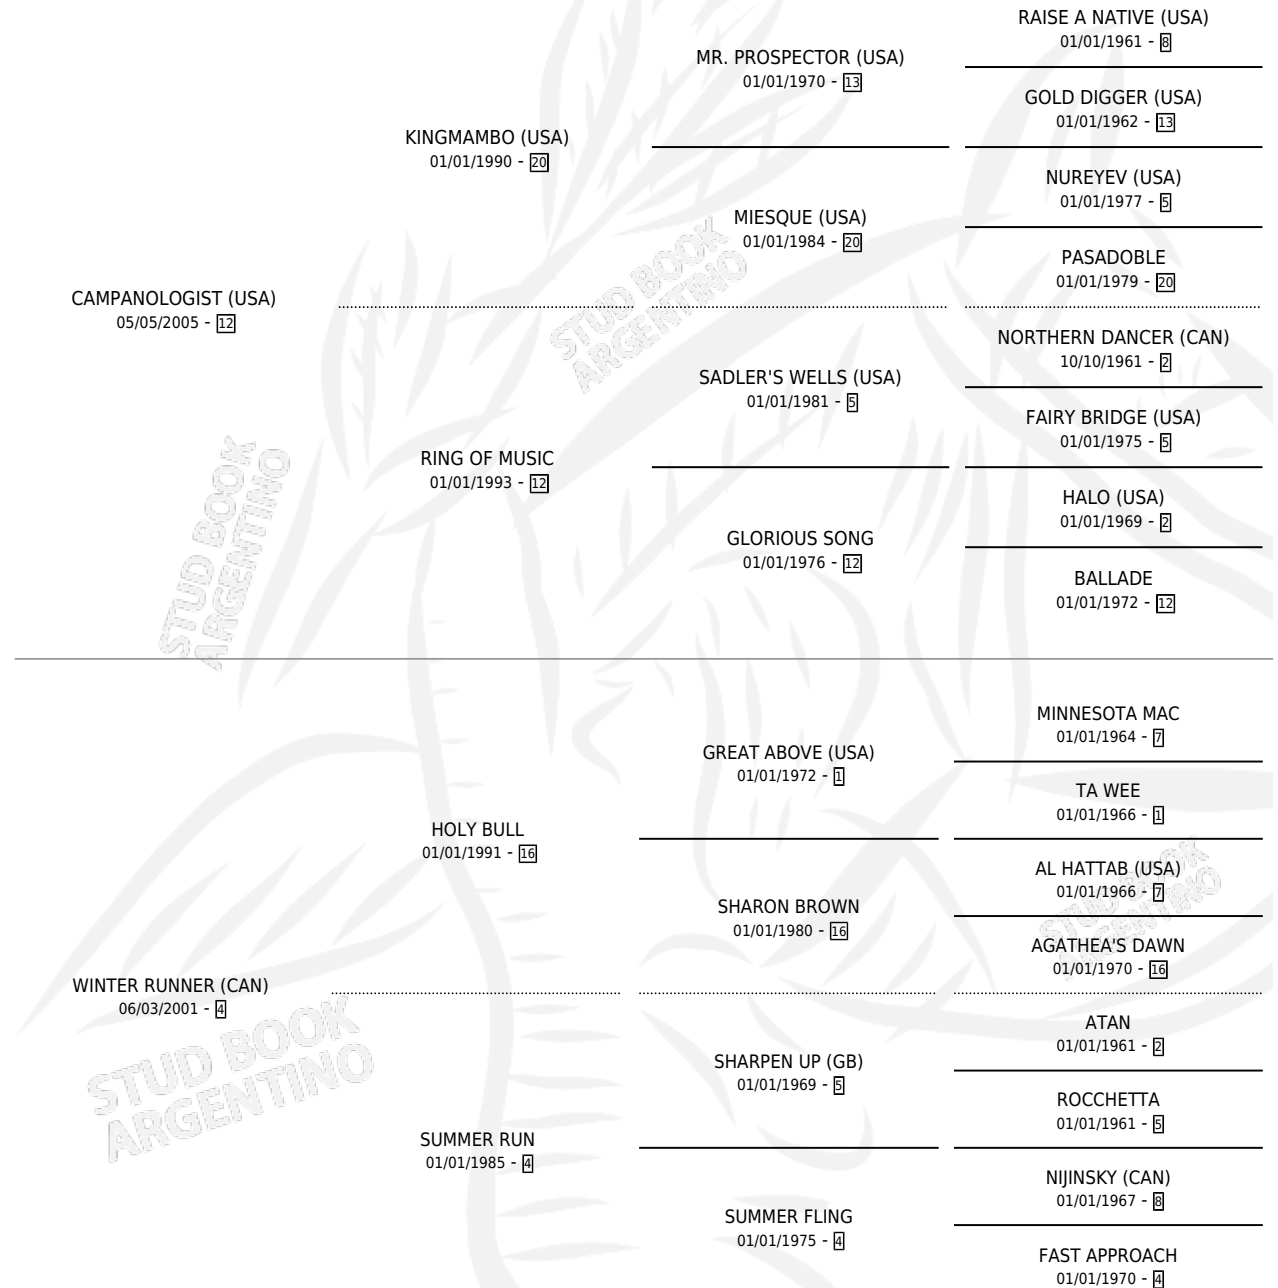 RAISE A NATIVE (USA)
01/01/1961 - 8
MR. PROSPECTOR (USA)
01/01/1970 - 13
GOLD DIGGER (USA)
01/01/1962 - 13
KINGMAMBO (USA)
01/01/1990 - 20
NUREYEV (USA)
01/01/1977 - 5
MIESQUE (USA)
01/01/1984 - 20
PASADOBLE
01/01/1979 - 20
CAMPANOLOGIST (USA)
05/05/2005 - 12
STUD BOOK
ARGENTINO
NORTHERN DANCER (CAN)
10/10/1961 - 2
SADLER'S WELLS (USA)
01/01/1981 - 5
FAIRY BRIDGE (USA)
01/01/1975 - 5
RING OF MUSIC
01/01/1993 - 12
STUD BOOK
ARGENTINO
HALO (USA)
01/01/1969 - 2
GLORIOUS SONG
01/01/1976 - 12
BALLADE
01/01/1972 - 12
MINNESOTA MAC
01/01/1964 - 7
GREAT ABOVE (USA)
01/01/1972 - 1
TA WEE
01/01/1966 - 1
HOLY BULL
01/01/1991 - 16
AL HATTAB (USA)
01/01/1966 - 7
STUD BOOK
ARGENTINO
SHARON BROWN
01/01/1980 - 16
AGATHEA'S DAWN
01/01/1970 - 16
WINTER RUNNER (CAN)
06/03/2001 - 4
STUD BOOK
ARGENTINO
ATAN
01/01/1961 - 2
SHARPEN UP (GB)
01/01/1969 - 5
ROCCHETTA
01/01/1961 - 5
SUMMER RUN
01/01/1985 - 4
NIJINSKY (CAN)
01/01/1967 - 8
SUMMER FLING
01/01/1975 - 4
FAST APPROACH
01/01/1970 - 4